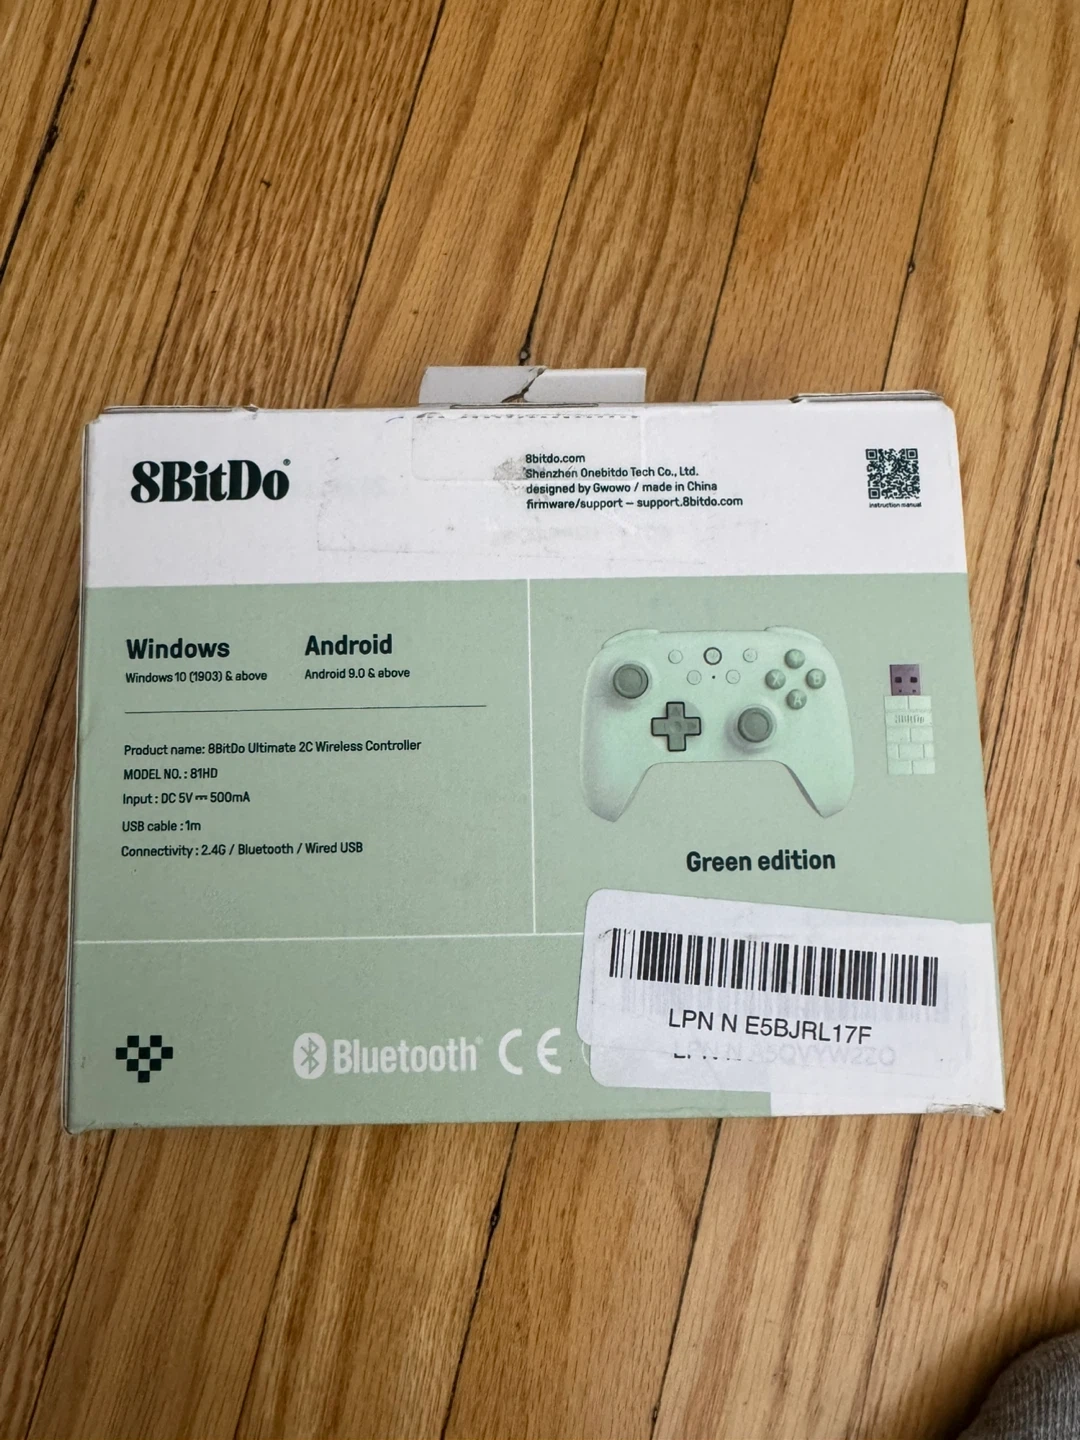 8BitDo®
8bitdo.com
Shenzhen Onebitdo Tech Co., Ltd.
designed by Gwowo / made in China
firmware/support – support.8bitdo.com
instruction manual
Windows
Windows 10 (1903) & above
Android
Android 9.0 & above
Product name: 8BitDo Ultimate 2C Wireless Controller
MODEL NO. : 81HD
Input : DC 5V ⎓ 500mA
USB cable : 1m
Connectivity : 2.4G / Bluetooth / Wired USB
X
A
8BitDo
Green edition
LPN N E5BJRL17F
Bluetooth®
CE